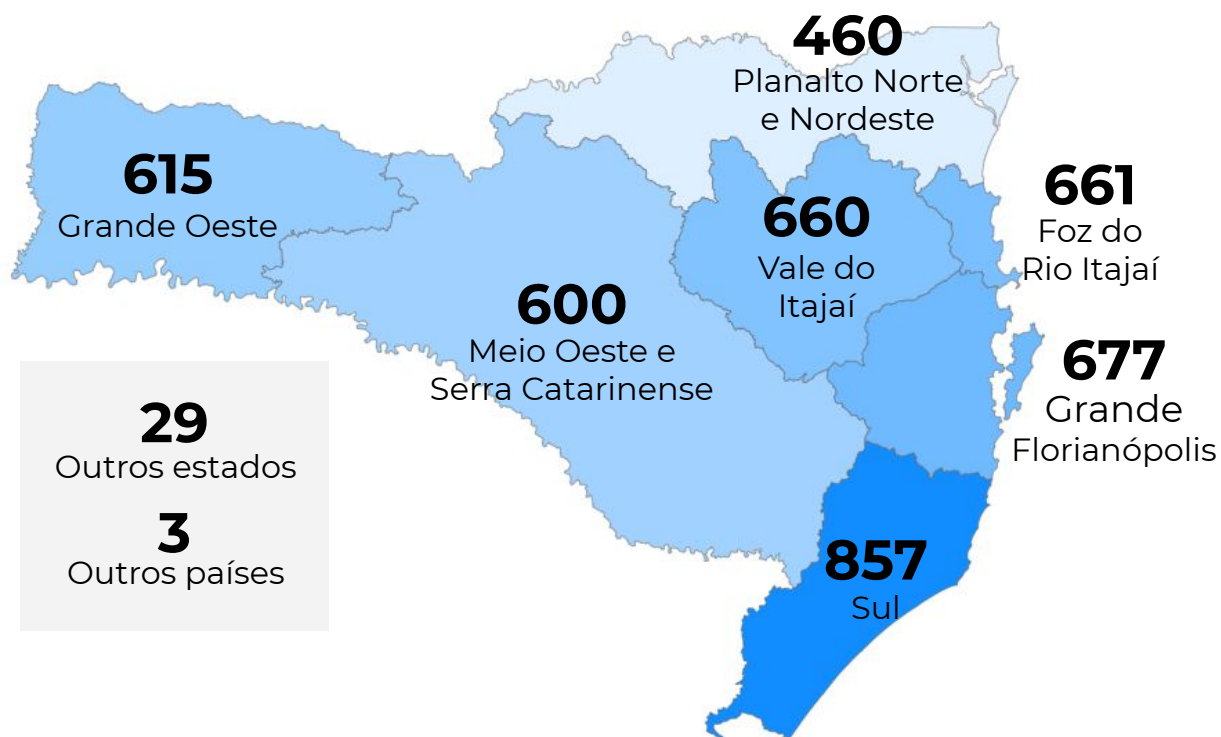 460
Planalto Norte
e Nordeste
615
Grande Oeste
661
Foz do
Rio Itajaí
660
Vale do
Itajaí
600
Meio Oeste e
Serra Catarinense
677
Grande
Florianópolis
29
Outros estados
3
Outros países
857
Sul